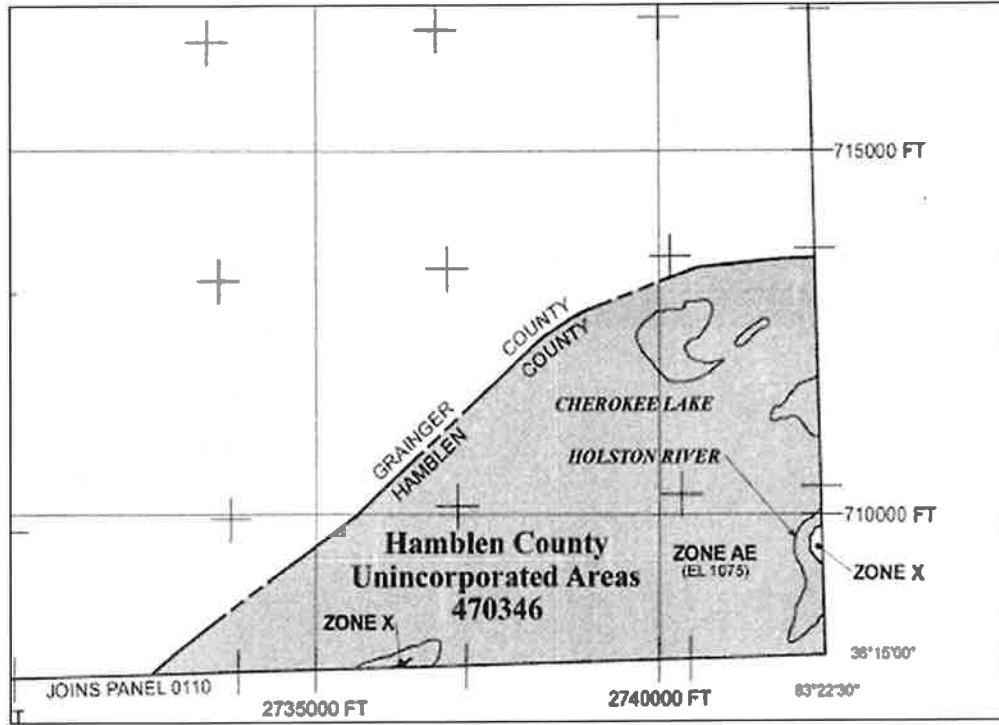 715000 FT
COUNTY
COUNTY
GRAINGER
HAMBLEN
CHEROKEE LAKE
HOLSTON RIVER
710000 FT
Hamblen County
Unincorporated Areas
470346
ZONE AE
(EL 1075)
ZONE X
ZONE X
36°15'00"
JOINS PANEL 0110
83°22'30"
2735000 FT
2740000 FT
T